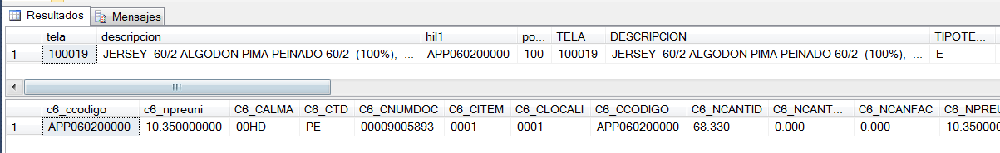 Resultados Mensajes
tela descripcion hil1 po... TELA DESCRIPCION TIPOTE...
1 100019 JERSEY 60/2 ALGODON PIMA PEINADO 60/2 (100%), ... APP060200000 100 100019 JERSEY 60/2 ALGODON PIMA PEINADO 60/2 (100%), ... E
c6_ccodigo c6_npreuni C6_CALMA C6_CTD C6_CNUMDOC C6_CITEM C6_CLOCALI C6_CCODIGO C6_NCANTID C6_NCANT... C6_NCANFAC C6_NPREU
1 APP060200000 10.350000000 00HD PE 00009005893 0001 0001 APP060200000 68.330 0.000 0.000 10.35000